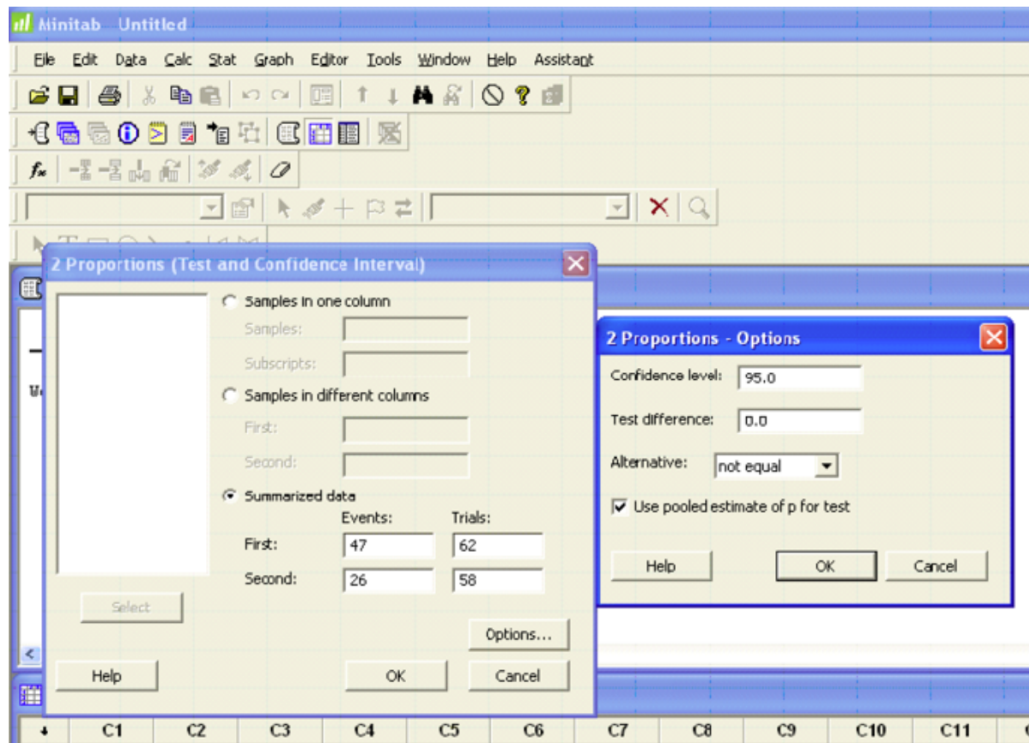 Minitab - Untitled
File Edit Data Calc Stat Graph Editor Tools Window Help Assistant
2 Proportions (Test and Confidence Interval)
Samples in one column
Samples:
Subscripts:
Samples in different columns
First:
Second:
Summarized data
Events: Trials:
First: 47 62
Second: 26 58
Select
Options...
Help OK Cancel
2 Proportions - Options
Confidence level: 95.0
Test difference: 0.0
Alternative: not equal
Use pooled estimate of p for test
Help OK Cancel
C1 C2 C3 C4 C5 C6 C7 C8 C9 C10 C11